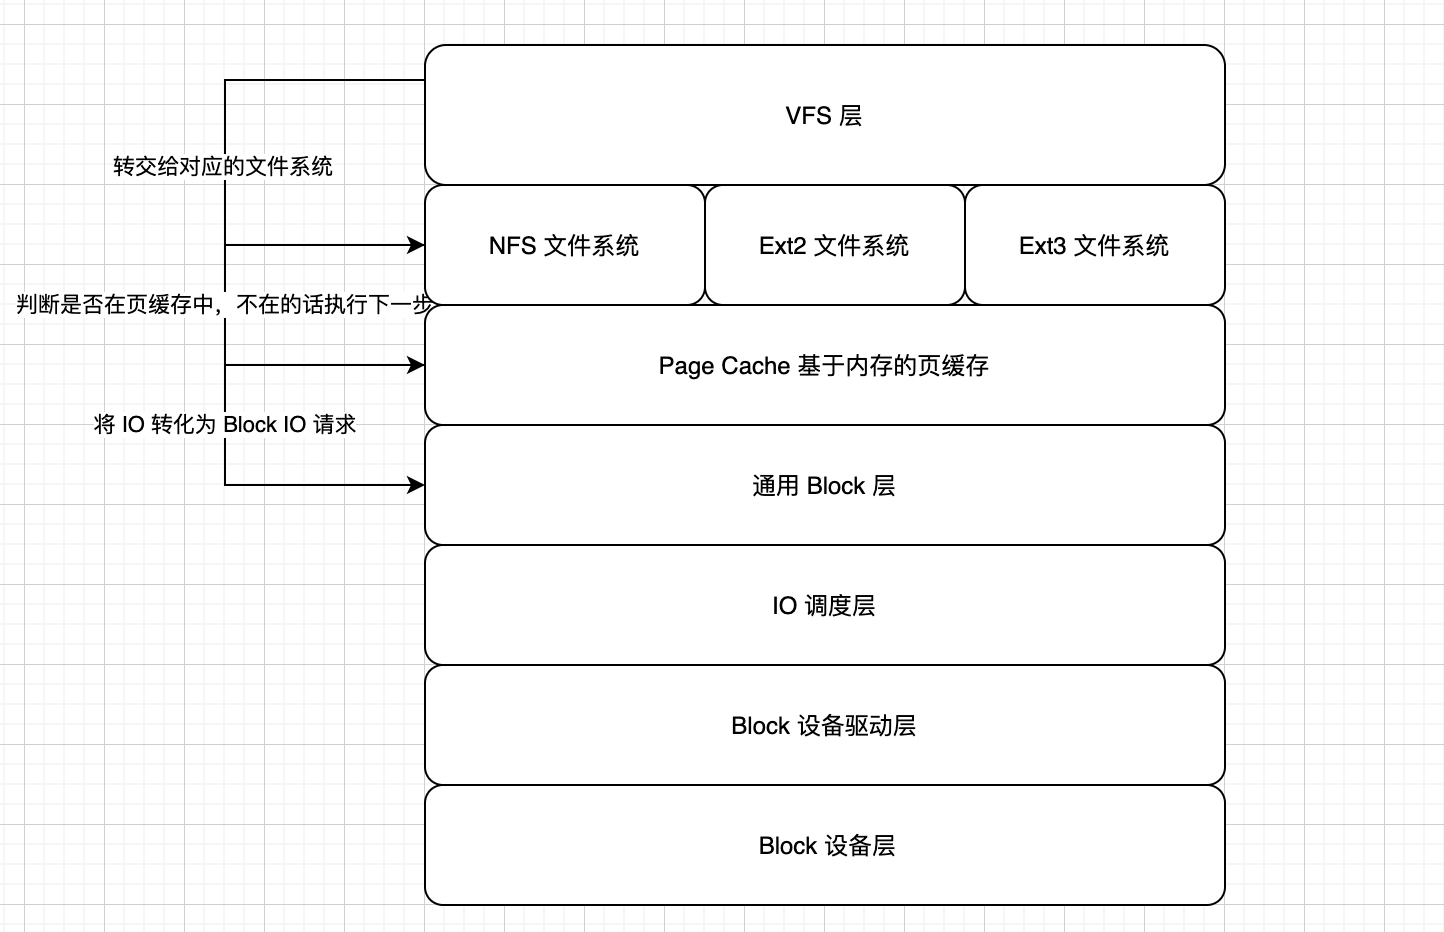 VFS 层
转交给对应的文件系统
NFS 文件系统
Ext2 文件系统
Ext3 文件系统
判断是否在页缓存中，不在的话执行下一步
Page Cache 基于内存的页缓存
将 IO 转化为 Block IO 请求
通用 Block 层
IO 调度层
Block 设备驱动层
Block 设备层